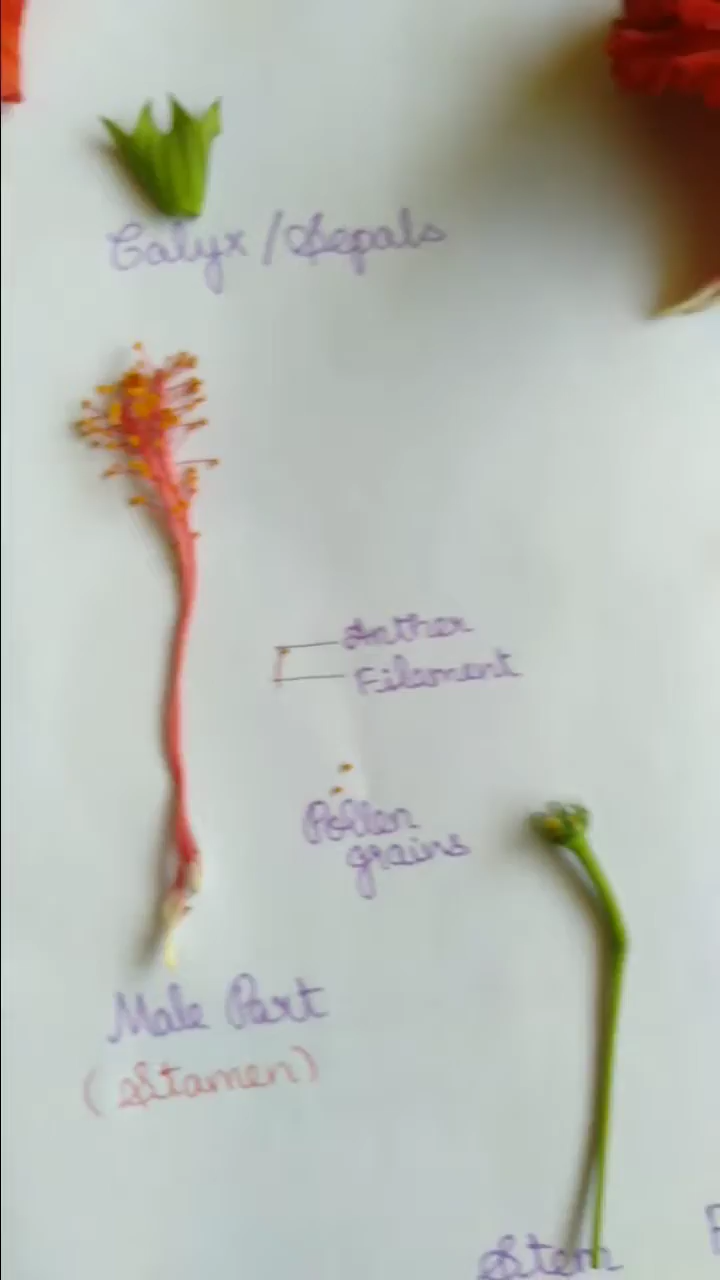 Calyx / Sepals
Anther
Filament
Pollen
grains
Male Part
(Stamen)
Stem